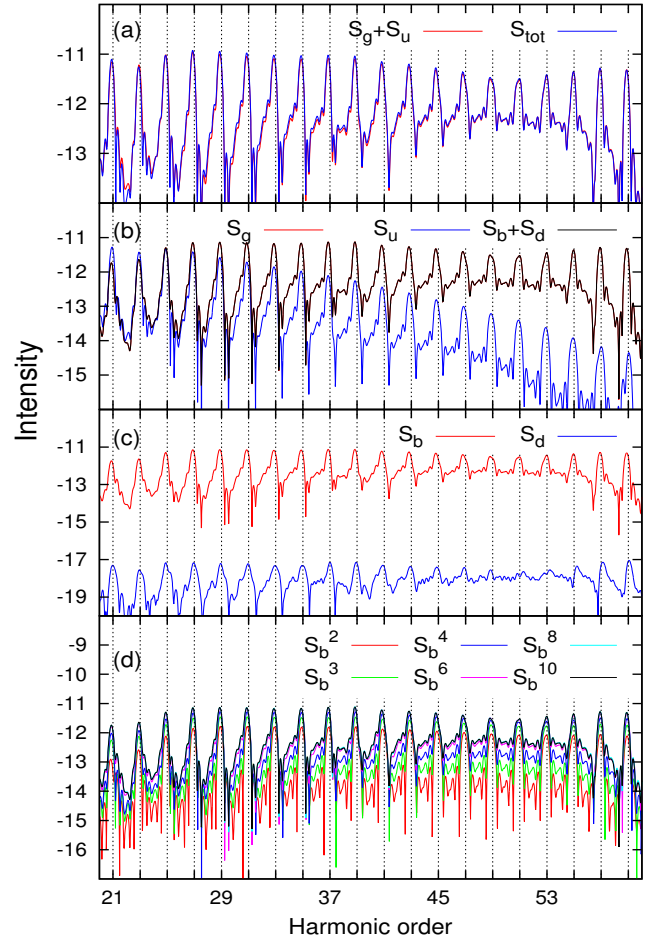 (a) S_g+S_u S_tot
-11
-12
-13
(b) S_g S_u S_b+S_d
-11
-12
-13
-14
-15
Intensity
(c) S_b S_d
-11
-13
-15
-17
-19
(d) S_b^2 S_b^4 S_b^8
S_b^3 S_b^6 S_b^10
-9
-10
-11
-12
-13
-14
-15
-16
21 29 37 45 53
Harmonic order